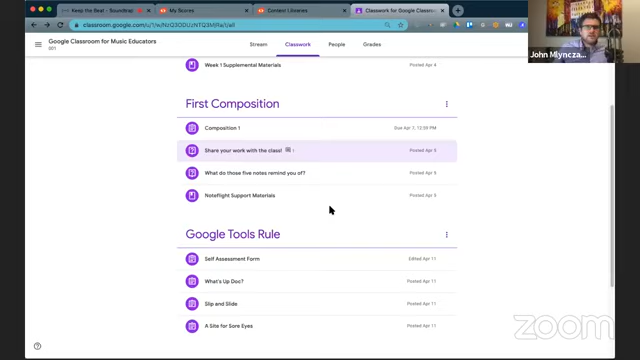 Keep the Beat - Soundtrap
My Scores
Content Libraries
Classwork for Google Classroom
classroom.google.com/u/1/w/NzQ3ODUzNTQ3MjRa/t/all
Google Classroom for Music Educators
801
Stream
Classwork
People
Grades
John Mlyncza...
Week 1 Supplemental Materials
Posted Apr 6
First Composition
Composition 1
Due Apr 7, 12:59 PM
Share your work with the class!
1
Posted Apr 5
What do those five notes remind you of?
Posted Apr 5
Noteflight Support Materials
Posted Apr 5
Google Tools Rule
Self Assessment Form
Edited Apr 11
What's Up Doc?
Posted Apr 11
Slip and Slide
Posted Apr 11
A Site for Sore Eyes
Posted Apr 11
zoom